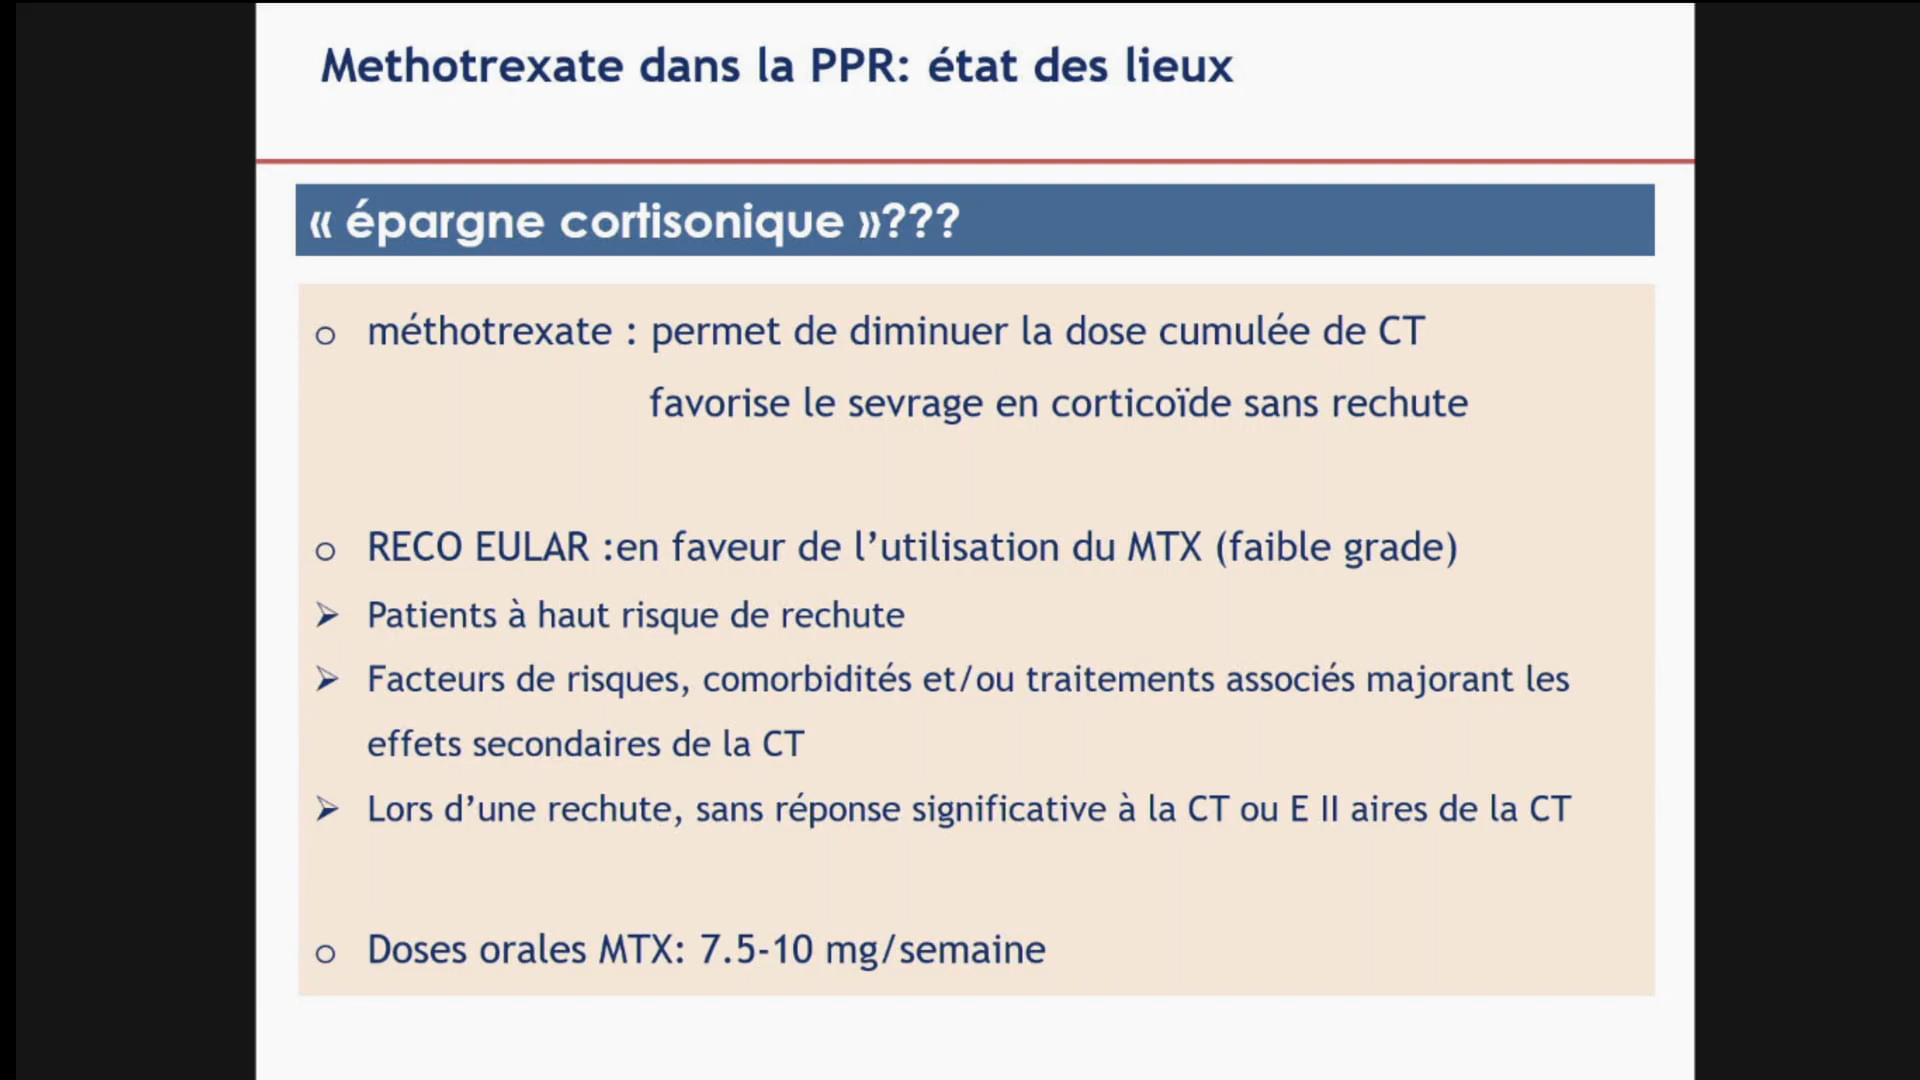 Methotrexate dans la PPR: état des lieux
« épargne cortisonique »???
o méthotrexate : permet de diminuer la dose cumulée de CT
favorise le sevrage en corticoïde sans rechute
o RECO EULAR :en faveur de l’utilisation du MTX (faible grade)
➢ Patients à haut risque de rechute
➢ Facteurs de risques, comorbidités et/ou traitements associés majorant les
effets secondaires de la CT
➢ Lors d’une rechute, sans réponse significative à la CT ou E II aires de la CT
o Doses orales MTX: 7.5-10 mg/semaine